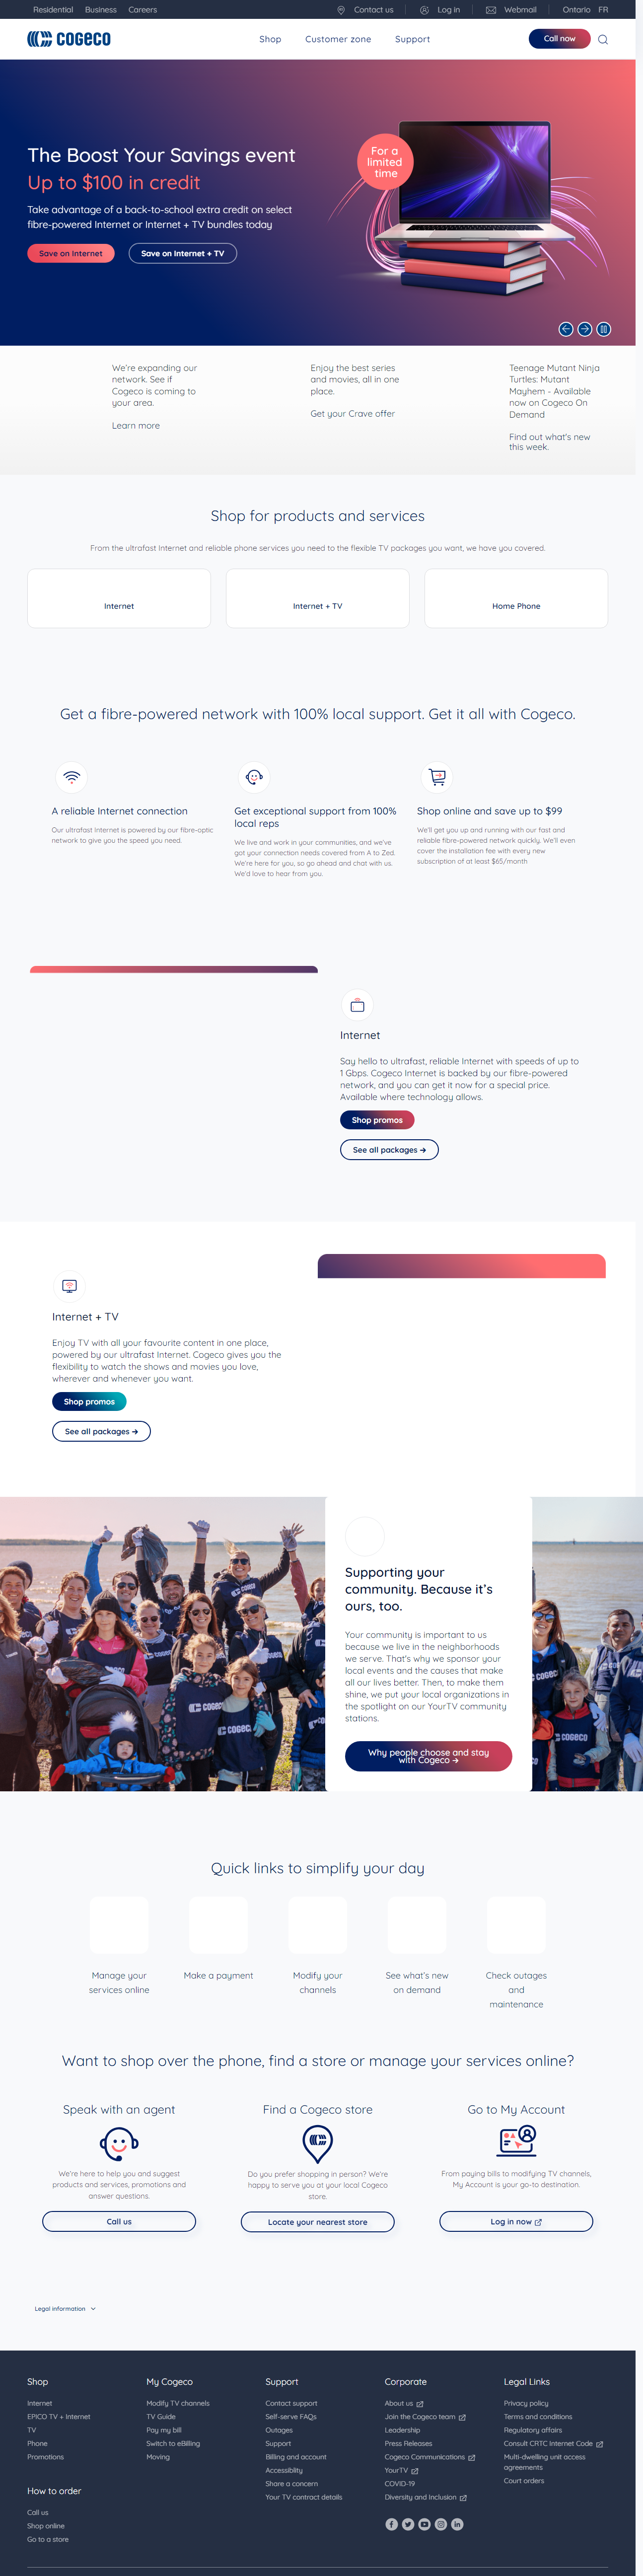 Residential Business Careers Contact us Log in Webmail Ontario FR
COGECO Shop Customer zone Support Call now
The Boost Your Savings event
Up to $100 in credit
Take advantage of a back-to-school extra credit on select
fibre-powered Internet or Internet + TV bundles today
Save on Internet Save on Internet + TV
For a
limited
time
We're expanding our
network. See if
Cogeco is coming to
your area.
Learn more
Enjoy the best series
and movies, all in one
place.
Get your Crave offer
Teenage Mutant Ninja
Turtles: Mutant
Mayhem - Available
now on Cogeco On
Demand
Find out what's new
this week.
Shop for products and services
From the ultrafast Internet and reliable phone services you need to the flexible TV packages you want, we have you covered.
Internet
Internet + TV
Home Phone
Get a fibre-powered network with 100% local support. Get it all with Cogeco.
A reliable Internet connection
Our ultrafast Internet is powered by our fibre-optic
network to give you the speed you need.
Get exceptional support from 100%
local reps
We live and work in your communities, and we've
got your connection needs covered from A to Zed.
We're here for you, so go ahead and chat with us.
We'd love to hear from you.
Shop online and save up to $99
We'll get you up and running with our fast and
reliable fibre-powered network quickly. We'll even
cover the installation fee with every new
subscription of at least $65/month
Internet
Say hello to ultrafast, reliable Internet with speeds of up to
1 Gbps. Cogeco Internet is backed by our fibre-powered
network, and you can get it now for a special price.
Available where technology allows.
Shop promos
See all packages →
Internet + TV
Enjoy TV with all your favourite content in one place,
powered by our ultrafast Internet. Cogeco gives you the
flexibility to watch the shows and movies you love,
wherever and whenever you want.
Shop promos
See all packages →
Supporting your
community. Because it's
ours, too.
Your community is important to us
because we live in the neighborhoods
we serve. That's why we sponsor your
local events and the causes that make
all our lives better. Then, to make them
shine, we put your local organizations in
the spotlight on our YourTV community
stations.
Why people choose and stay
with Cogeco →
Quick links to simplify your day
Manage your
services online
Make a payment
Modify your
channels
See what's new
on demand
Check outages
and
maintenance
Want to shop over the phone, find a store or manage your services online?
Speak with an agent
We're here to help you and suggest
products and services, promotions and
answer questions.
Call us
Find a Cogeco store
Do you prefer shopping in person? We're
happy to serve you at your local Cogeco
store.
Locate your nearest store
Go to My Account
From paying bills to modifying TV channels,
My Account is your go-to destination.
Log in now
Legal information
Shop
Internet
EPICO TV + Internet
TV
Phone
Promotions
How to order
Call us
Shop online
Go to a store
My Cogeco
Modify TV channels
TV Guide
Pay my bill
Switch to eBilling
Moving
Support
Contact support
Self-serve FAQs
Outages
Support
Billing and account
Accessiblity
Share a concern
Your TV contract details
Corporate
About us
Join the Cogeco team
Leadership
Press Releases
Cogeco Communications
YourTV
COVID-19
Diversity and Inclusion
Legal Links
Privacy policy
Terms and conditions
Regulatory affairs
Consult CRTC Internet Code
Multi-dwelling unit access
agreements
Court orders